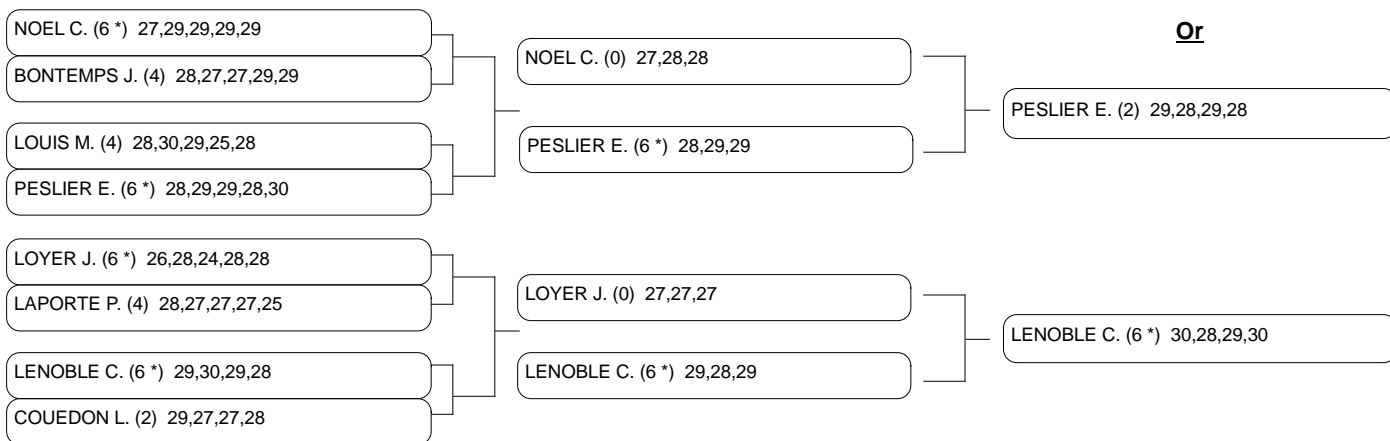 NOEL C. (6 *) 27,29,29,29,29
BONTEMPS J. (4) 28,27,27,29,29
LOUIS M. (4) 28,30,29,25,28
PESLIER E. (6 *) 28,29,29,28,30
LOYER J. (6 *) 26,28,24,28,28
LAPORTE P. (4) 28,27,27,27,25
LENOBLE C. (6 *) 29,30,29,28
COUEDON L. (2) 29,27,27,28
NOEL C. (0) 27,28,28
PESLIER E. (6 *) 28,29,29
LOYER J. (0) 27,27,27
LENOBLE C. (6 *) 29,28,29
Or
PESLIER E. (2) 29,28,29,28
LENOBLE C. (6 *) 30,28,29,30